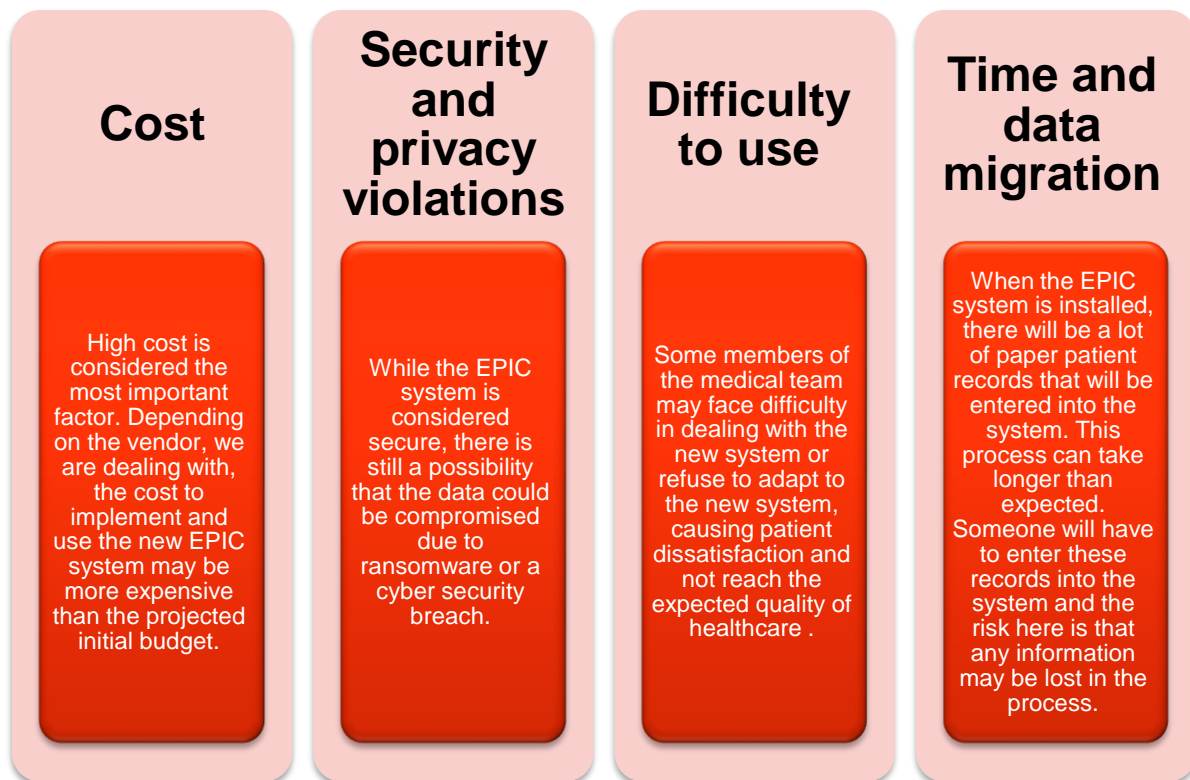 Cost
High cost is
considered the
most important
factor. Depending
on the vendor, we
are dealing with,
the cost to
implement and
use the new EPIC
system may be
more expensive
than the projected
initial budget.
Security
and
privacy
violations
While the EPIC
system is
considered
secure, there is
still a possibility
that the data could
be compromised
due to
ransomware or a
cyber security
breach.
Difficulty
to use
Some members of
the medical team
may face difficulty
in dealing with the
new system or
refuse to adapt to
the new system,
causing patient
dissatisfaction and
not reach the
expected quality of
healthcare .
Time and
data
migration
When the EPIC
system is installed,
there will be a lot
of paper patient
records that will be
entered into the
system. This
process can take
longer than
expected.
Someone will have
to enter these
records into the
system and the
risk here is that
any information
may be lost in the
process.